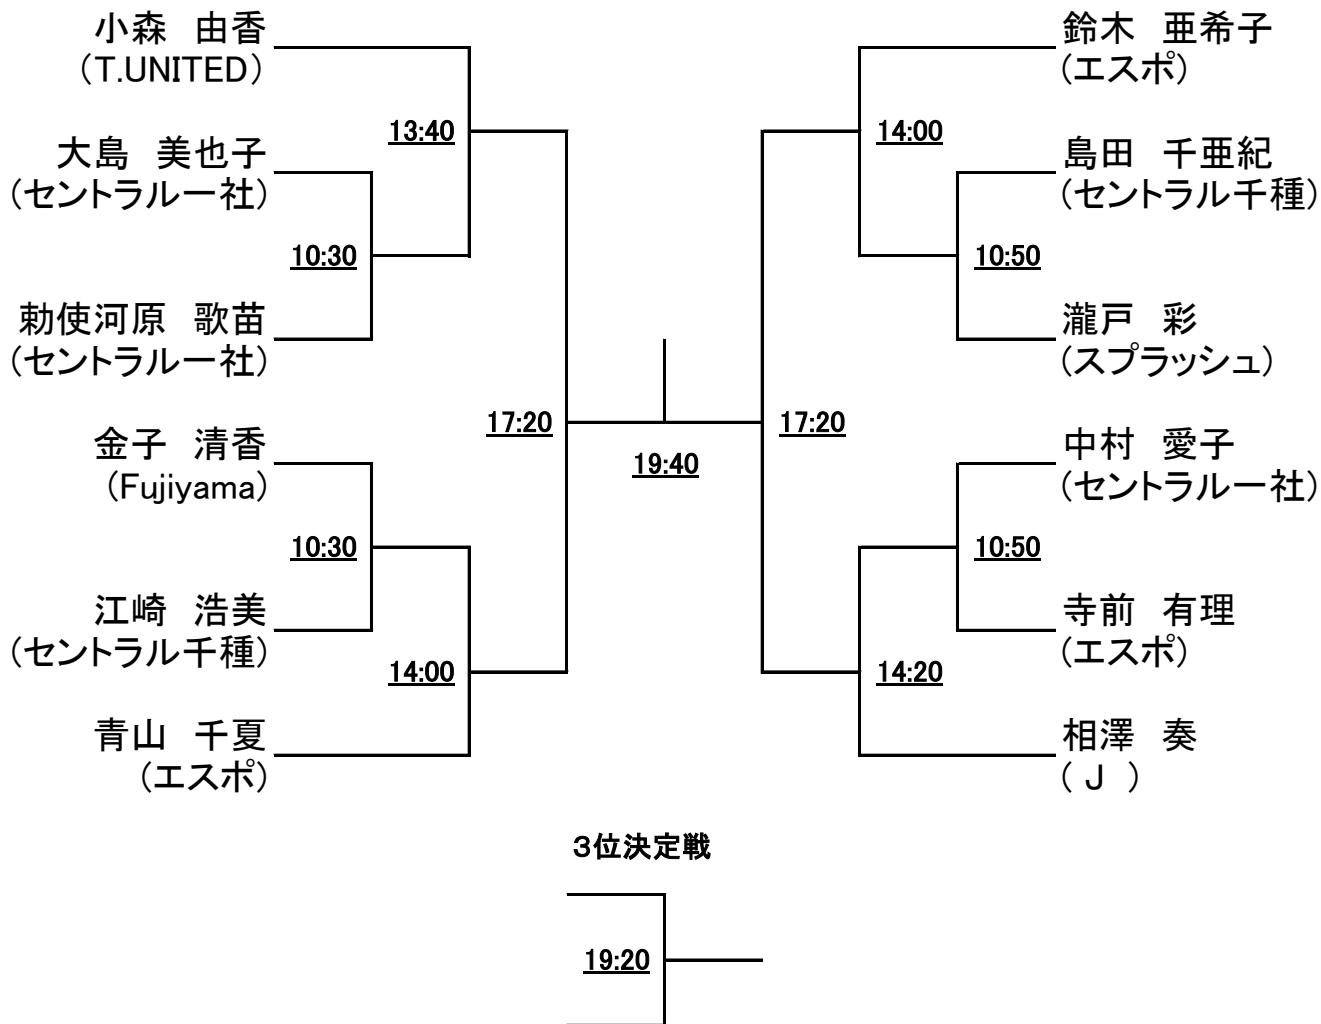 小森　由香
（T.UNITED）
13:40
大島　美也子
（セントラル一社）
10:30
勅使河原　歌苗
（セントラル一社）
17:20
金子　清香
（Fujiyama）
10:30
江崎　浩美
（セントラル千種）
14:00
青山　千夏
（エスポ）
19:40
鈴木　亜希子
（エスポ）
14:00
島田　千亜紀
（セントラル千種）
10:50
瀧戸　彩
（スプラッシュ）
17:20
中村　愛子
（セントラル一社）
10:50
寺前　有理
（エスポ）
14:20
相澤　奏
（ J　）
３位決定戦
19:20